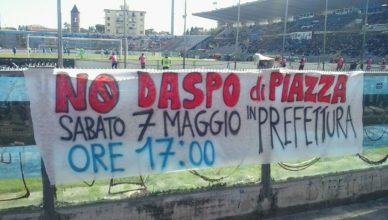 NO DASPO di PIAZZA
SABATO 7 MAGGIO in PREFETTURA
ORE 17:00